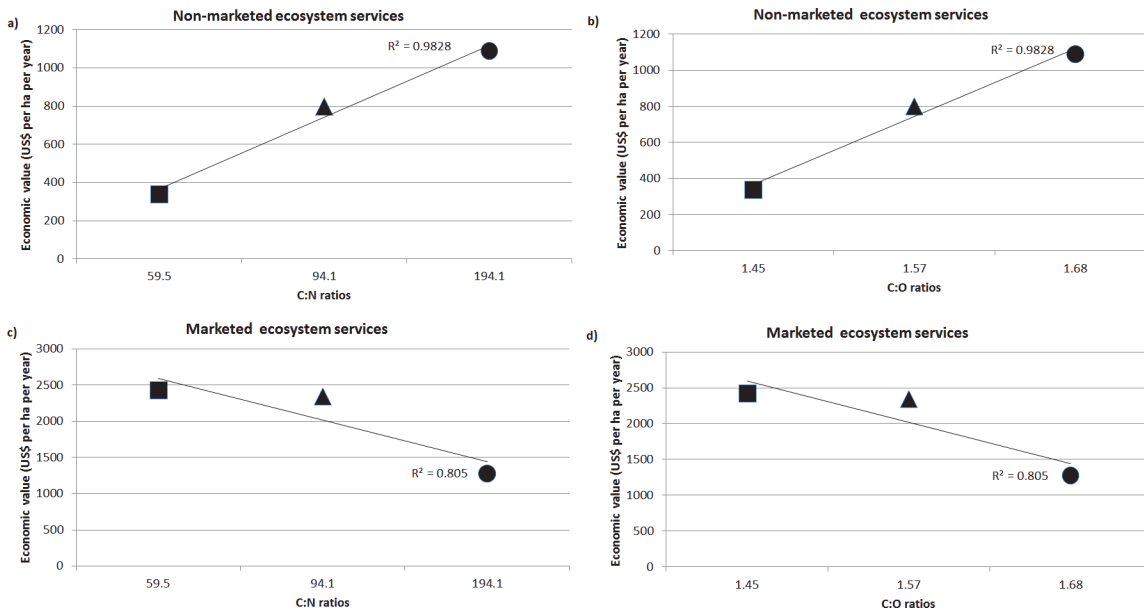 a)
Non-marketed ecosystem services
Economic value (US$ per ha per year)
1200
1000
800
600
400
200
0
R² = 0.9828
59.5 94.1 194.1
C:N ratios
b)
Non-marketed ecosystem services
Economic value (US$ per ha per year)
1200
1000
800
600
400
200
0
R² = 0.9828
1.45 1.57 1.68
C:O ratios
c)
Marketed ecosystem services
Economic value (US$ per ha per year)
3000
2500
2000
1500
1000
500
0
R² = 0.805
59.5 94.1 194.1
C:N ratios
d)
Marketed ecosystem services
Economic value (US$ per ha per year)
3000
2500
2000
1500
1000
500
0
R² = 0.805
1.45 1.57 1.68
C:O ratios